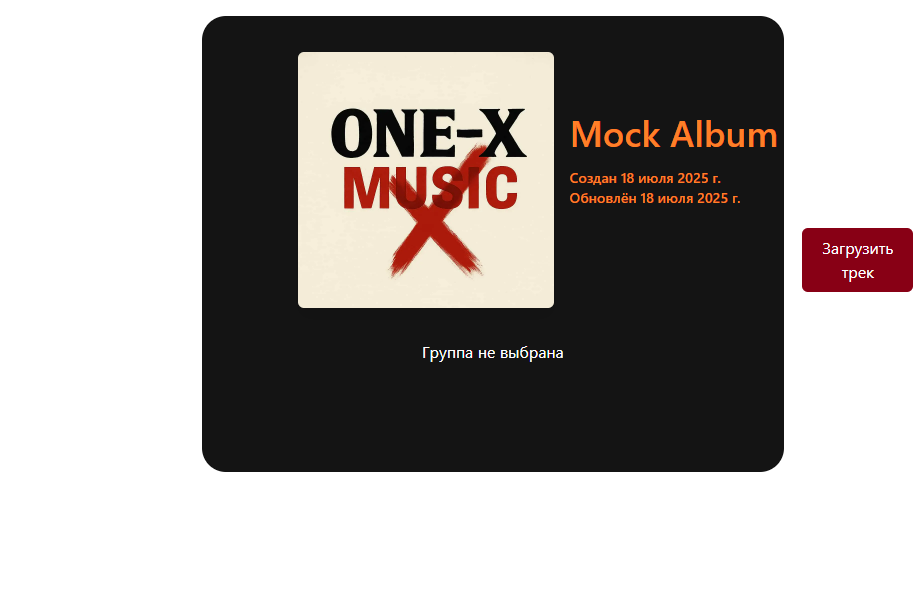 ONE-X
MUSIC
Mock Album
Создан 18 июля 2025 г.
Обновлён 18 июля 2025 г.
Загрузить
трек
Группа не выбрана